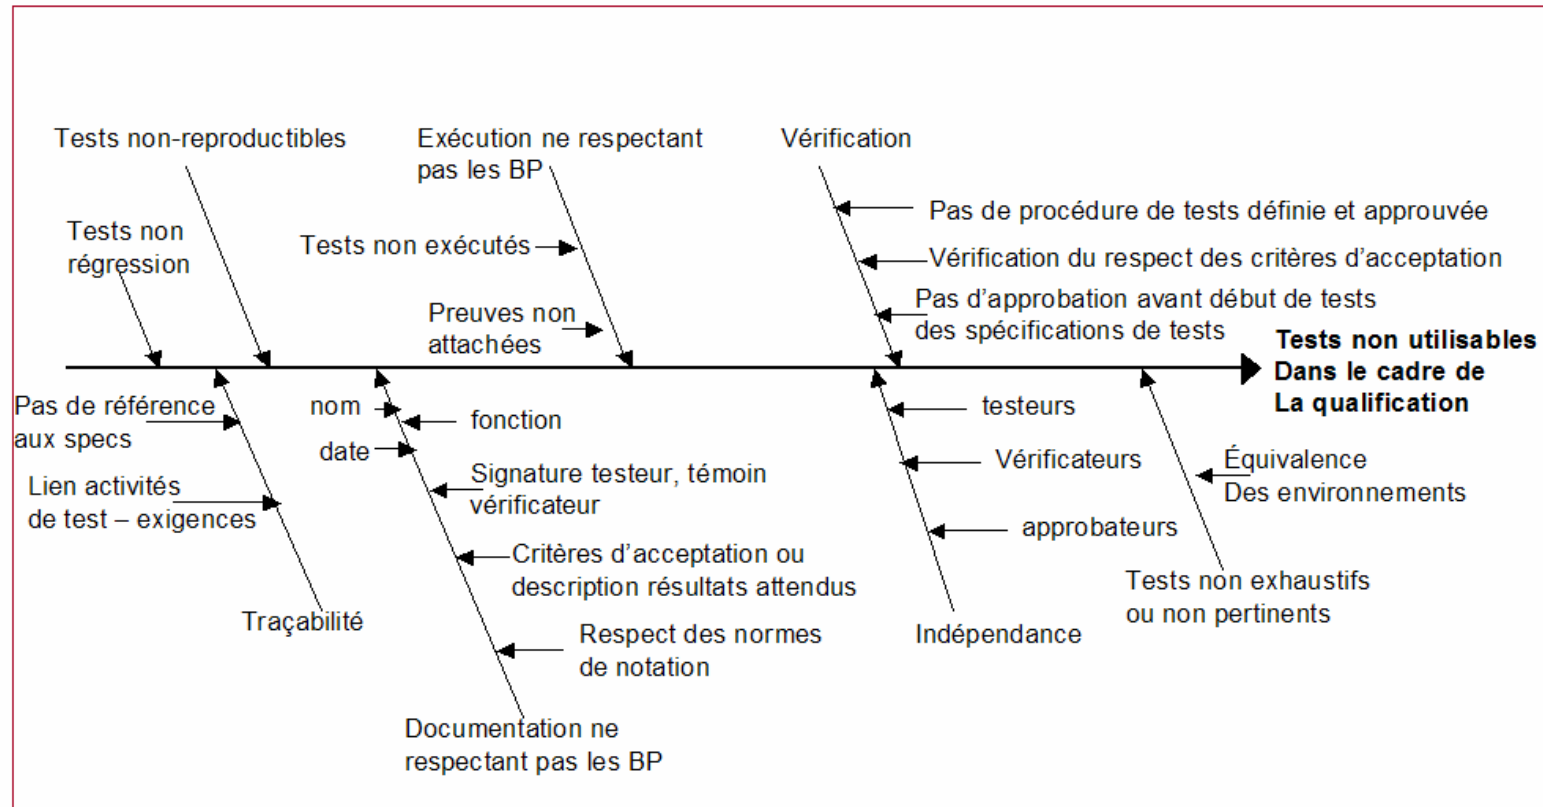 Tests non-reproductibles
Exécution ne respectant
pas les BP
Vérification
Tests non
régression
Tests non exécutés
Preuves non
attachées
Pas de procédure de tests définie et approuvée
Vérification du respect des critères d’acceptation
Pas d’approbation avant début de tests
des spécifications de tests
Tests non utilisables
Dans le cadre de
La qualification
Pas de référence
aux specs
Lien activités
de test – exigences
Traçabilité
nom
fonction
date
Signature testeur, témoin
vérificateur
Critères d’acceptation ou
description résultats attendus
Respect des normes
de notation
Documentation ne
respectant pas les BP
testeurs
Vérificateurs
approbateurs
Indépendance
Équivalence
Des environnements
Tests non exhaustifs
ou non pertinents